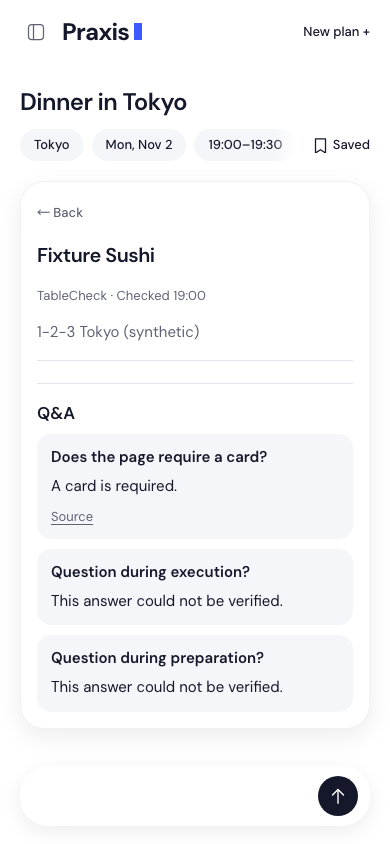 Praxis
New plan +
Dinner in Tokyo
Tokyo
Mon, Nov 2
19:00–19:30
Saved
← Back
Fixture Sushi
TableCheck · Checked 19:00
1-2-3 Tokyo (synthetic)
Q&A
Does the page require a card?
A card is required.
Source
Question during execution?
This answer could not be verified.
Question during preparation?
This answer could not be verified.